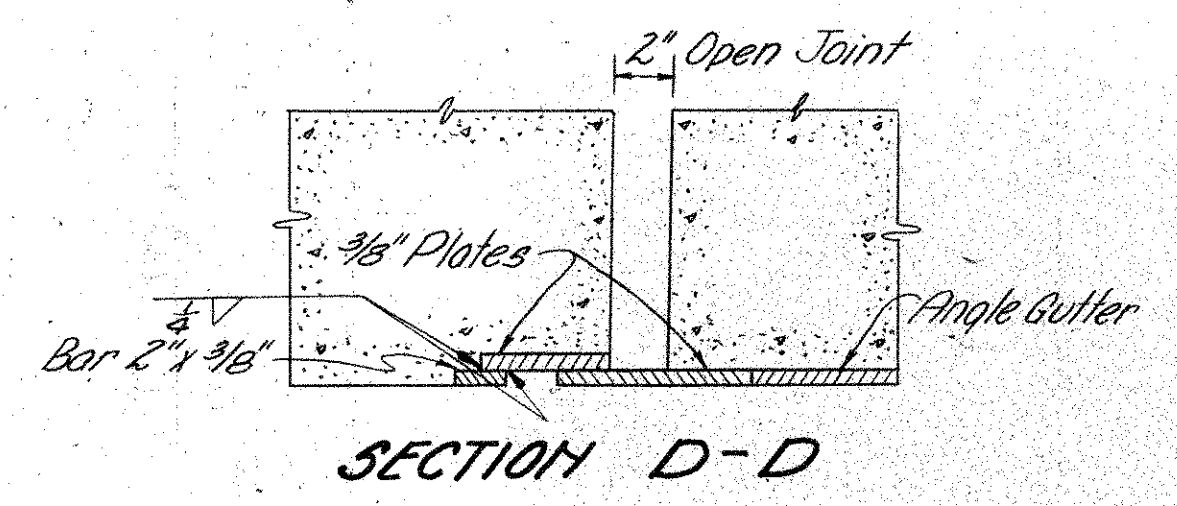 2" Open Joint
3/8" Plates
1/4
Angle Gutter
Bar 2" x 3/8"
SECTION D-D